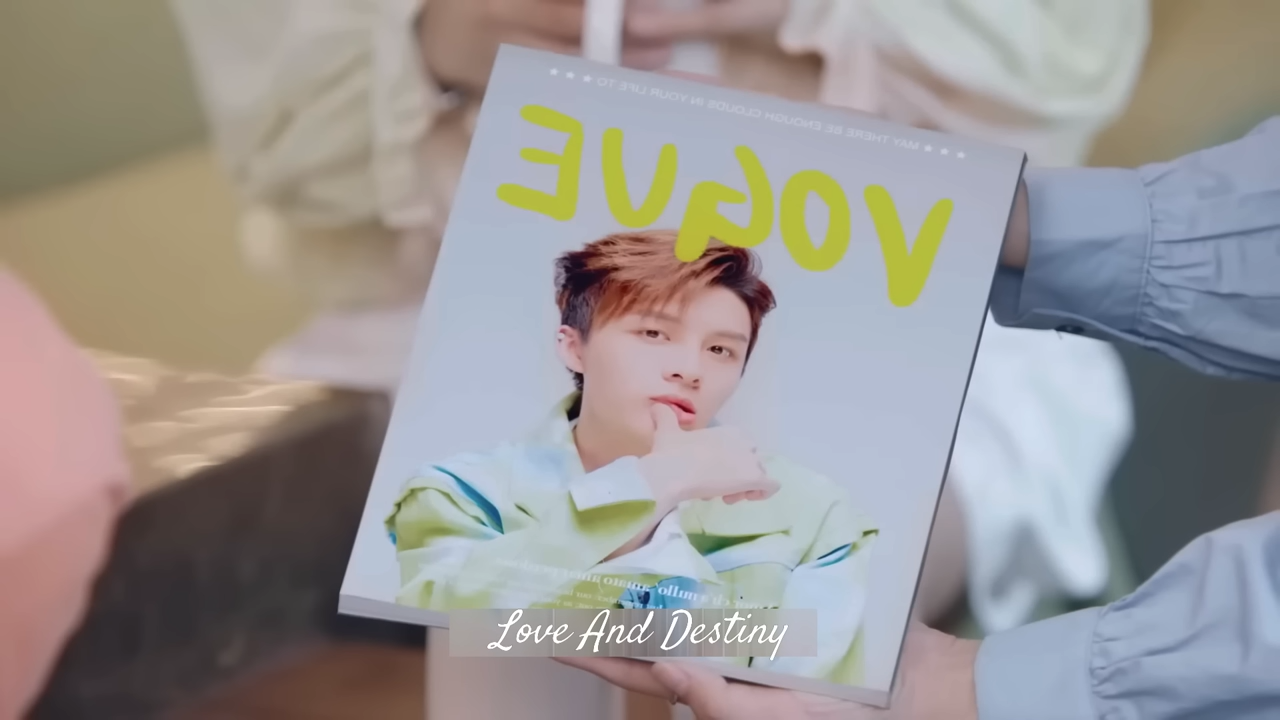 ★ ★ ★ MAY THERE BE ENOUGH CLOUDS IN YOUR LIFE TO ★ ★ ★
VOGUE
Love And Destiny